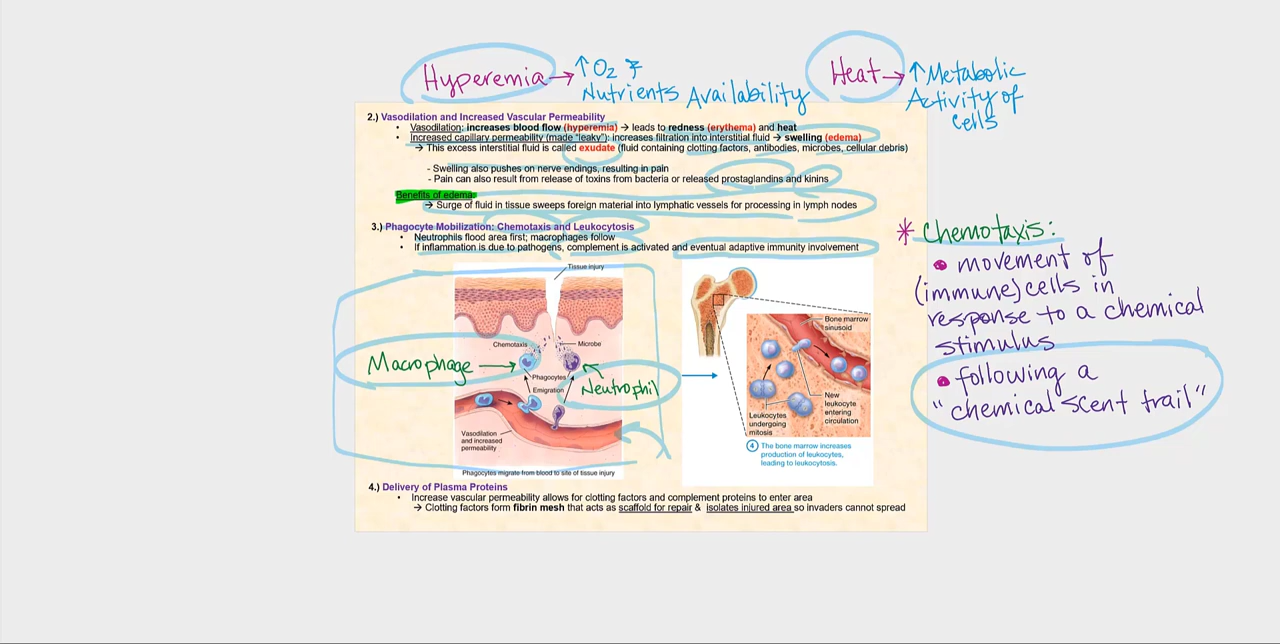 Hyperemia → ↑ O2 &
Nutrients Availability
Heat → ↑ Metabolic
Activity of
cells
2.) Vasodilation and Increased Vascular Permeability
• Vasodilation: increases blood flow (hyperemia) → leads to redness (erythema) and heat
• Increased capillary permeability (made “leaky”): increases filtration into interstitial fluid → swelling (edema)
→ This excess interstitial fluid is called exudate (fluid containing clotting factors, antibodies, microbes, cellular debris)
- Swelling also pushes on nerve endings, resulting in pain
- Pain can also result from release of toxins from bacteria or released prostaglandins and kinins
Benefits of edema:
→ Surge of fluid in tissue sweeps foreign material into lymphatic vessels for processing in lymph nodes
3.) Phagocyte Mobilization: Chemotaxis and Leukocytosis
• Neutrophils flood area first; macrophages follow
• If inflammation is due to pathogens, complement is activated and eventual adaptive immunity involvement
Tissue injury
Chemotaxis
Microbe
Macrophage →
Phagocytes
Neutrophil
Emigration
Vasodilation
and increased
permeability
Phagocytes migrate from blood to site of tissue injury
Bone marrow
sinusoid
New
leukocyte
entering
circulation
Leukocytes
undergoing
mitosis
4 The bone marrow increases
production of leukocytes,
leading to leukocytosis.
* Chemotaxis:
• movement of
(immune) cells in
response to a chemical
stimulus
• following a
"chemical scent trail"
4.) Delivery of Plasma Proteins
• Increase vascular permeability allows for clotting factors and complement proteins to enter area
→ Clotting factors form fibrin mesh that acts as scaffold for repair & isolates injured area so invaders cannot spread